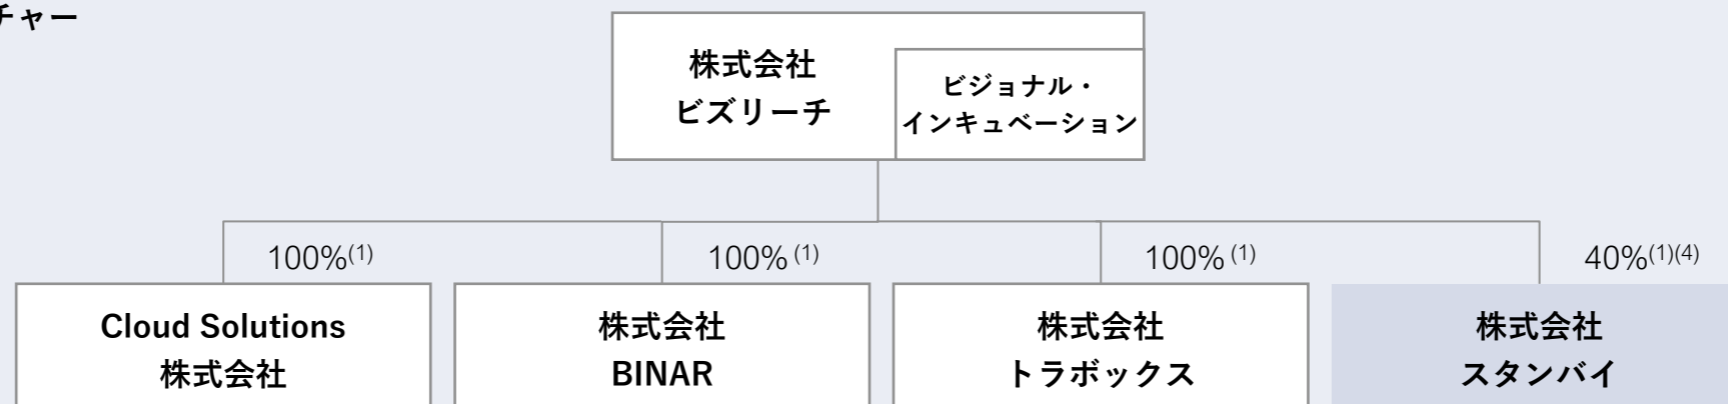 チャー
株式会社
ビズリーチ
ビジョナル・
インキュベーション
100%(1)
100% (1)
100% (1)
40%(1)(4)
Cloud Solutions
株式会社
株式会社
BINAR
株式会社
トラボックス
株式会社
スタンバイ